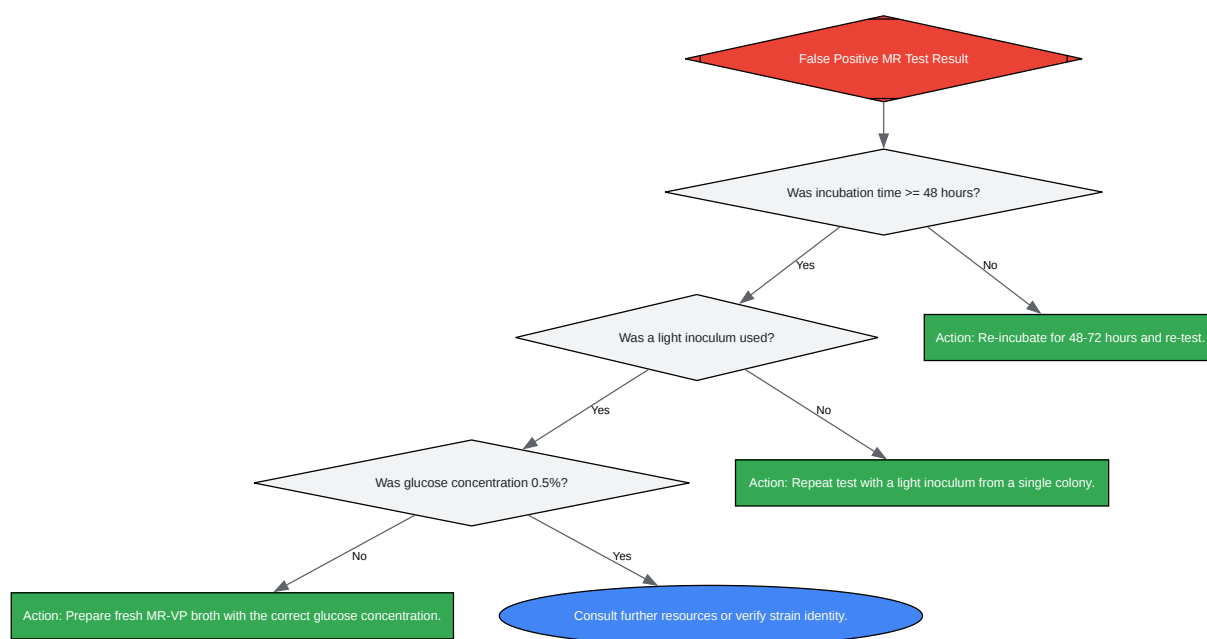 False Positive MR Test Result
Was incubation time >= 48 hours?
Yes
No
Was a light inoculum used?
Action: Re-incubate for 48-72 hours and re-test.
Yes
No
Was glucose concentration 0.5%?
Action: Repeat test with a light inoculum from a single colony.
No
Yes
Action: Prepare fresh MR-VP broth with the correct glucose concentration.
Consult further resources or verify strain identity.